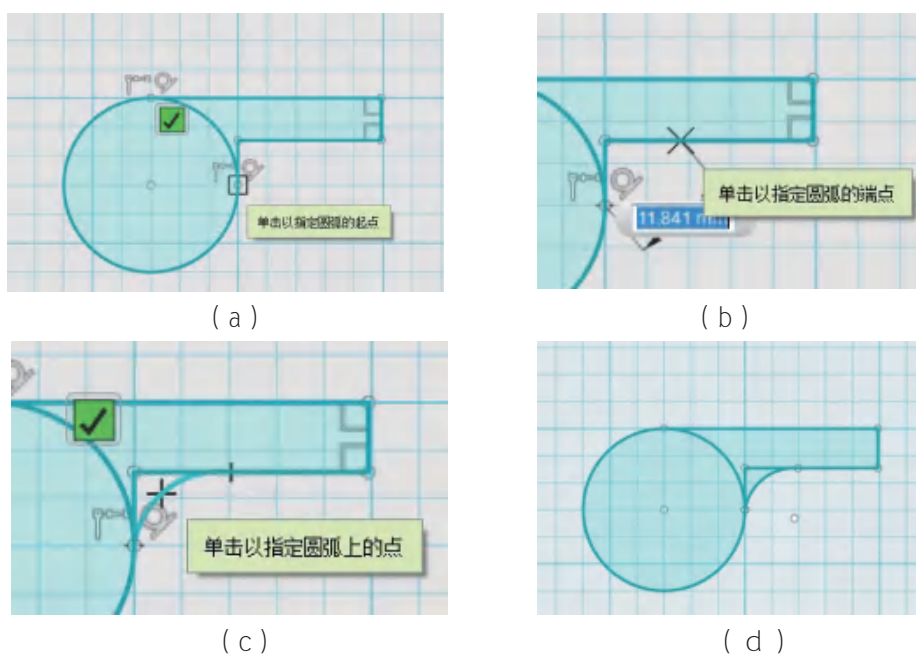 单击以指定圆弧的起点
(a)
单击以指定圆弧的端点
11.841 mm
(b)
单击以指定圆弧上的点
(c)
(d)